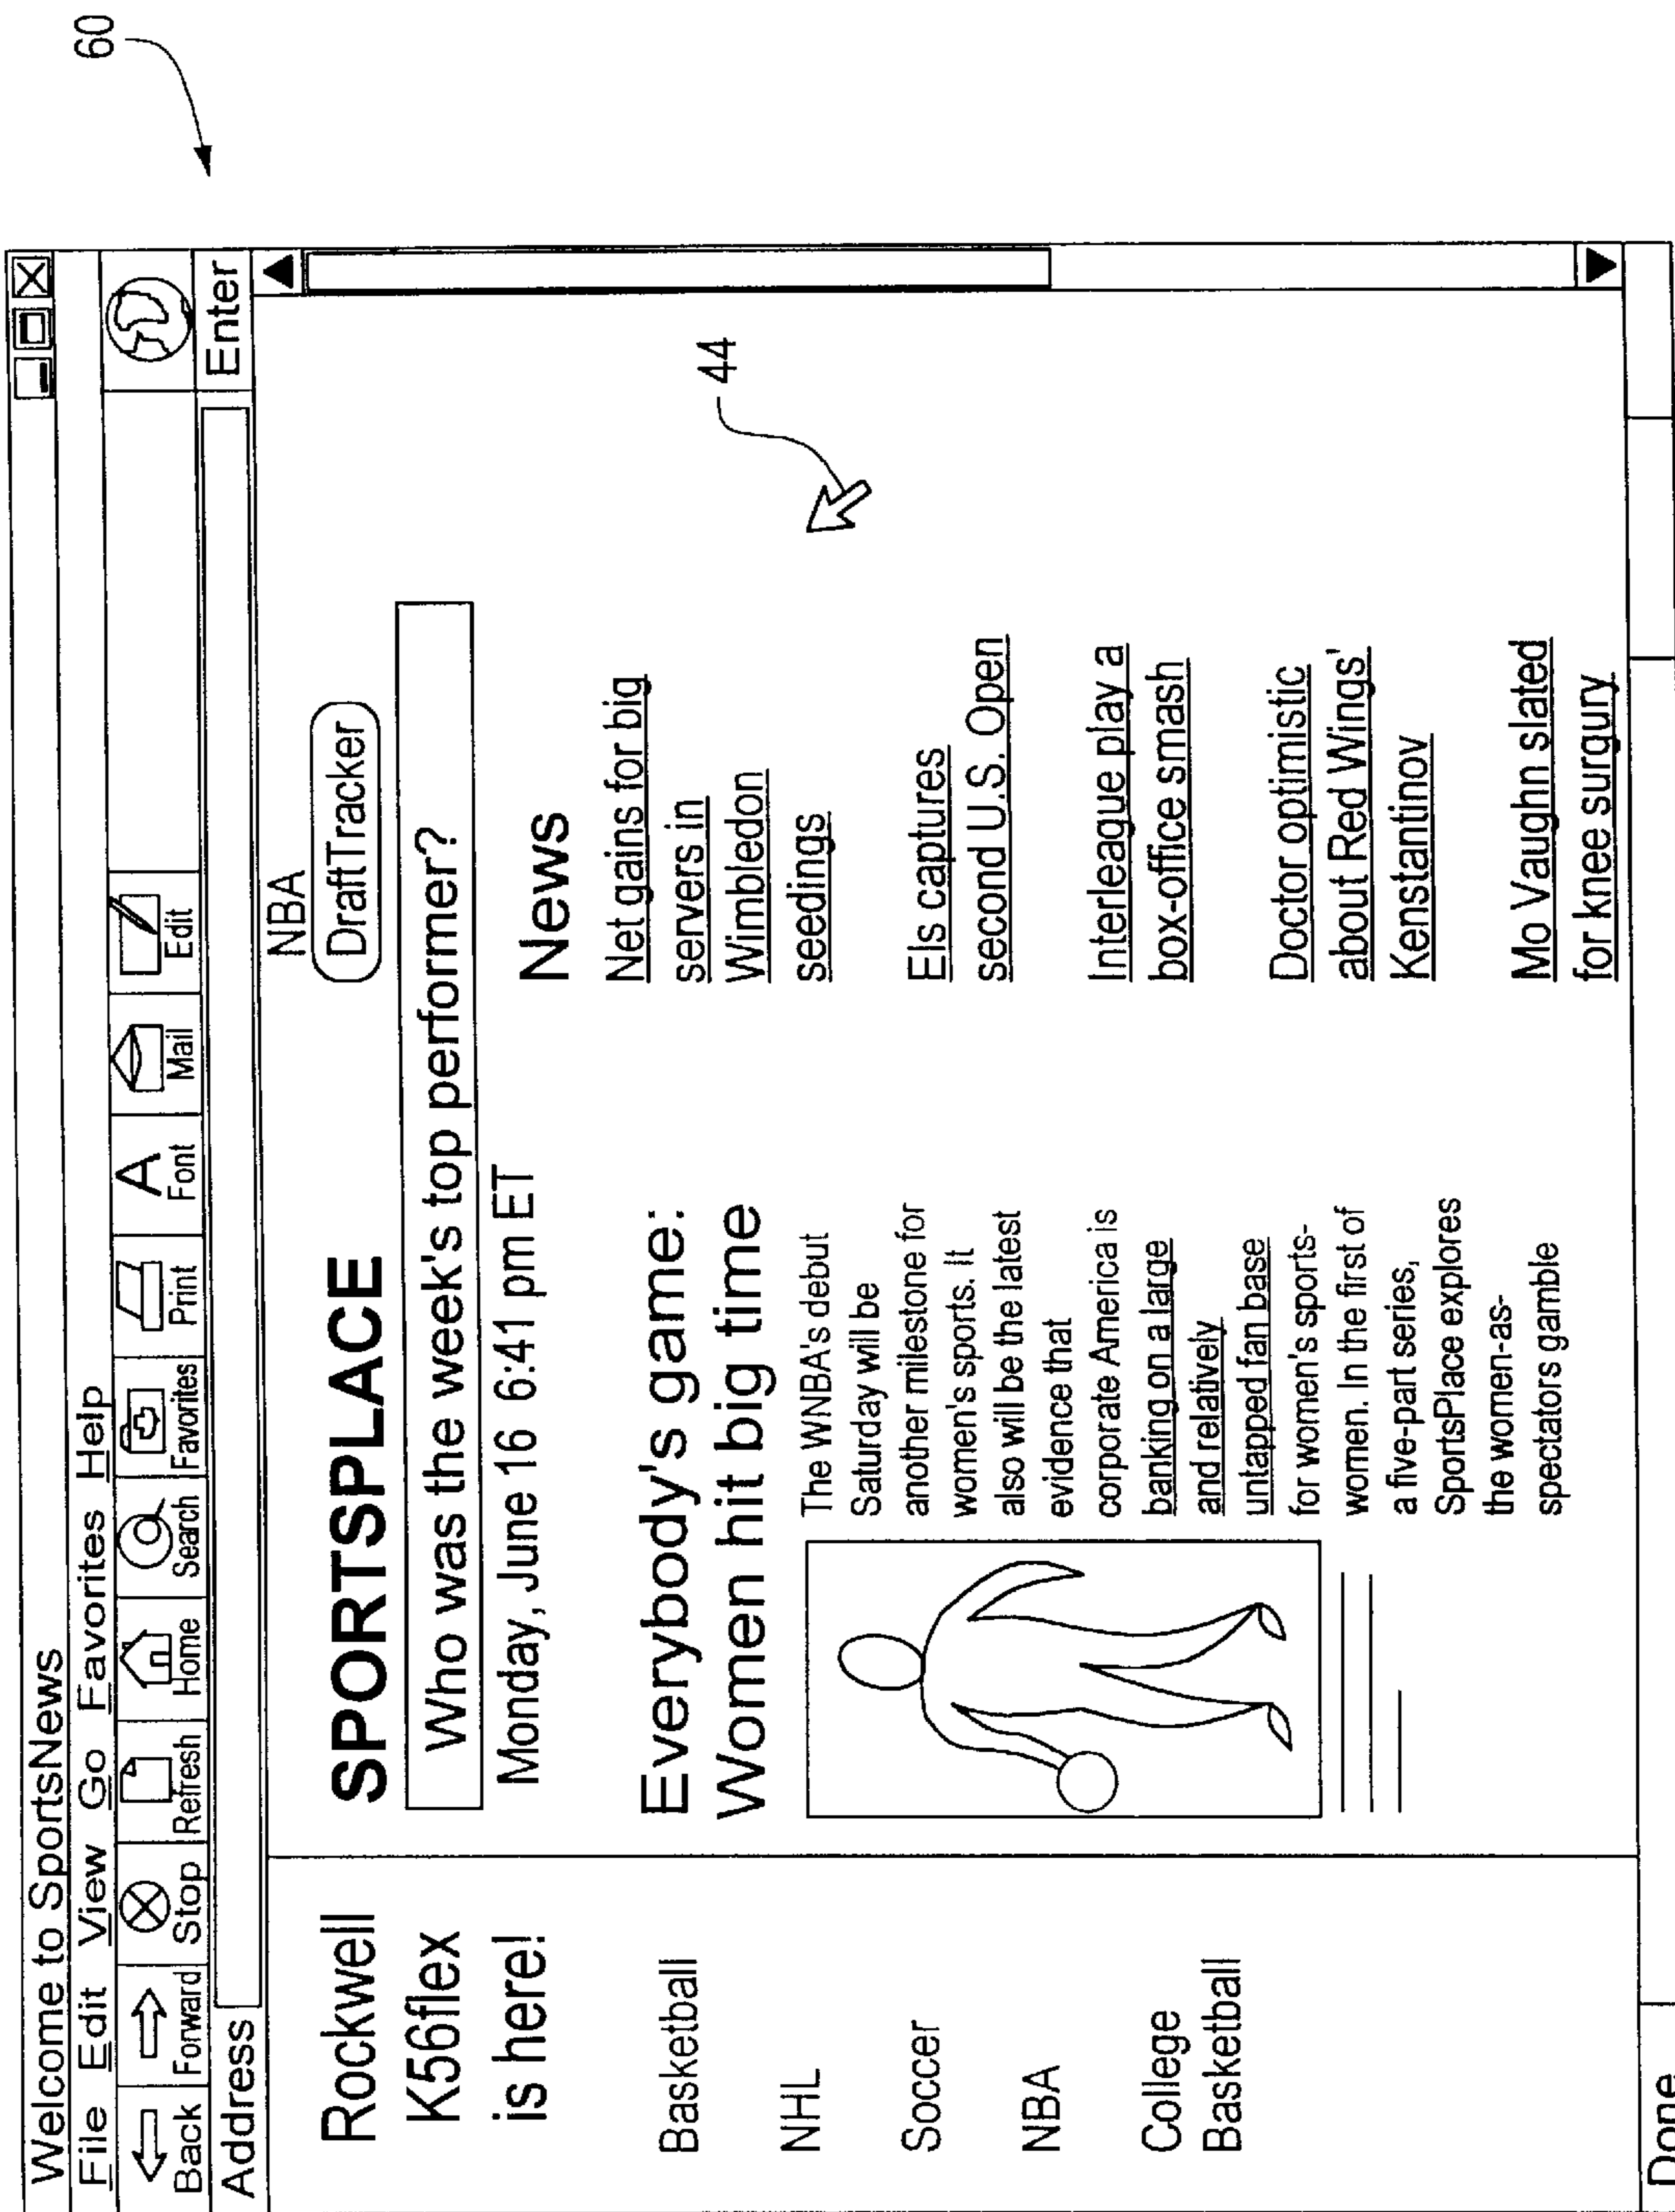 60
Welcome to SportsNews
File Edit View Go Favorites Help
Back Forward Stop Refresh Home Search Favorites Print Font Mail Edit
Address Enter
Rockwell
K56flex
is here!
Basketball
NHL
Soccer
NBA
College
Basketball
SPORTSPLACE
NBA
DraftTracker
Who was the week's top performer?
Monday, June 16 6:41 pm ET
Everybody's game:
Women hit big time
The WNBA's debut
Saturday will be
another milestone for
women's sports. It
also will be the latest
evidence that
corporate America is
banking on a large
and relatively
untapped fan base
for women's sports-
women. In the first of
a five-part series,
SportsPlace explores
the women-as-
spectators gamble
News
Net gains for big
servers in
Wimbledon
seedings
Els captures
second U.S. Open
Interleague play a
box-office smash
Doctor optimistic
about Red Wings'
Kenstantinov
Mo Vaughn slated
for knee surgury
44
Done